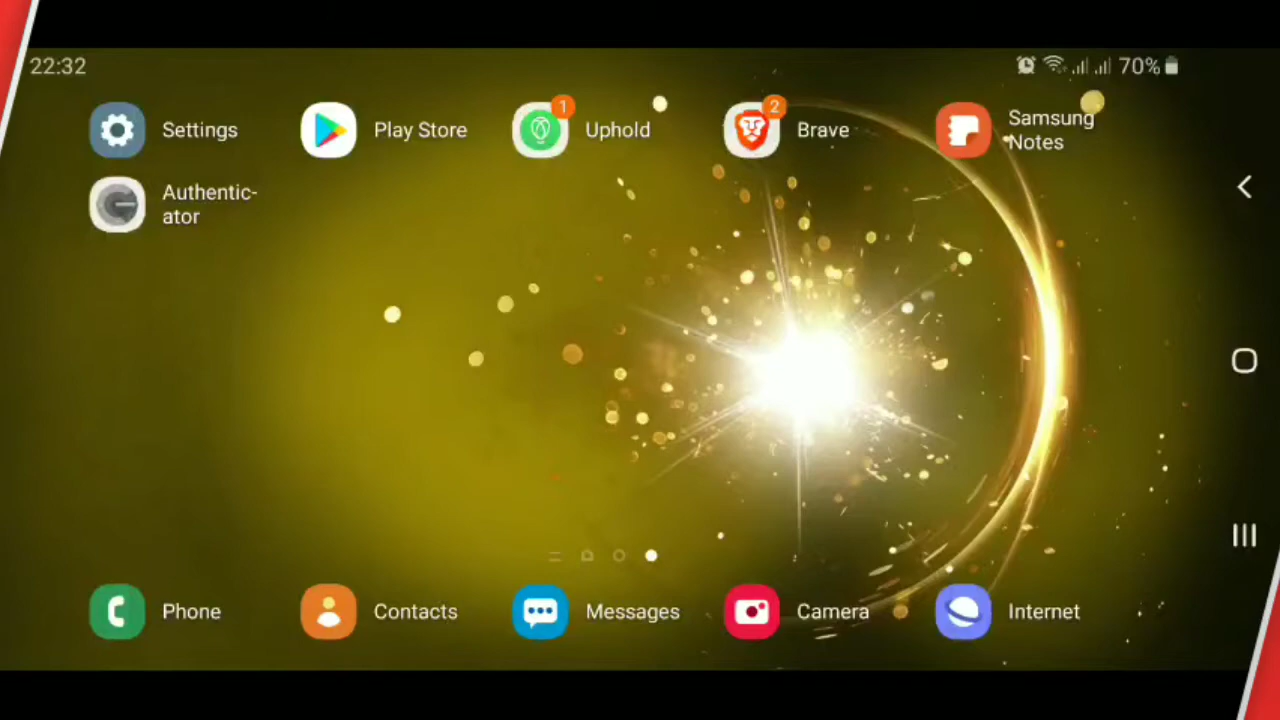 22:32
70%
Settings
Play Store
1
Uphold
2
Brave
Samsung
Notes
Authentic-
ator
Phone
Contacts
Messages
Camera
Internet